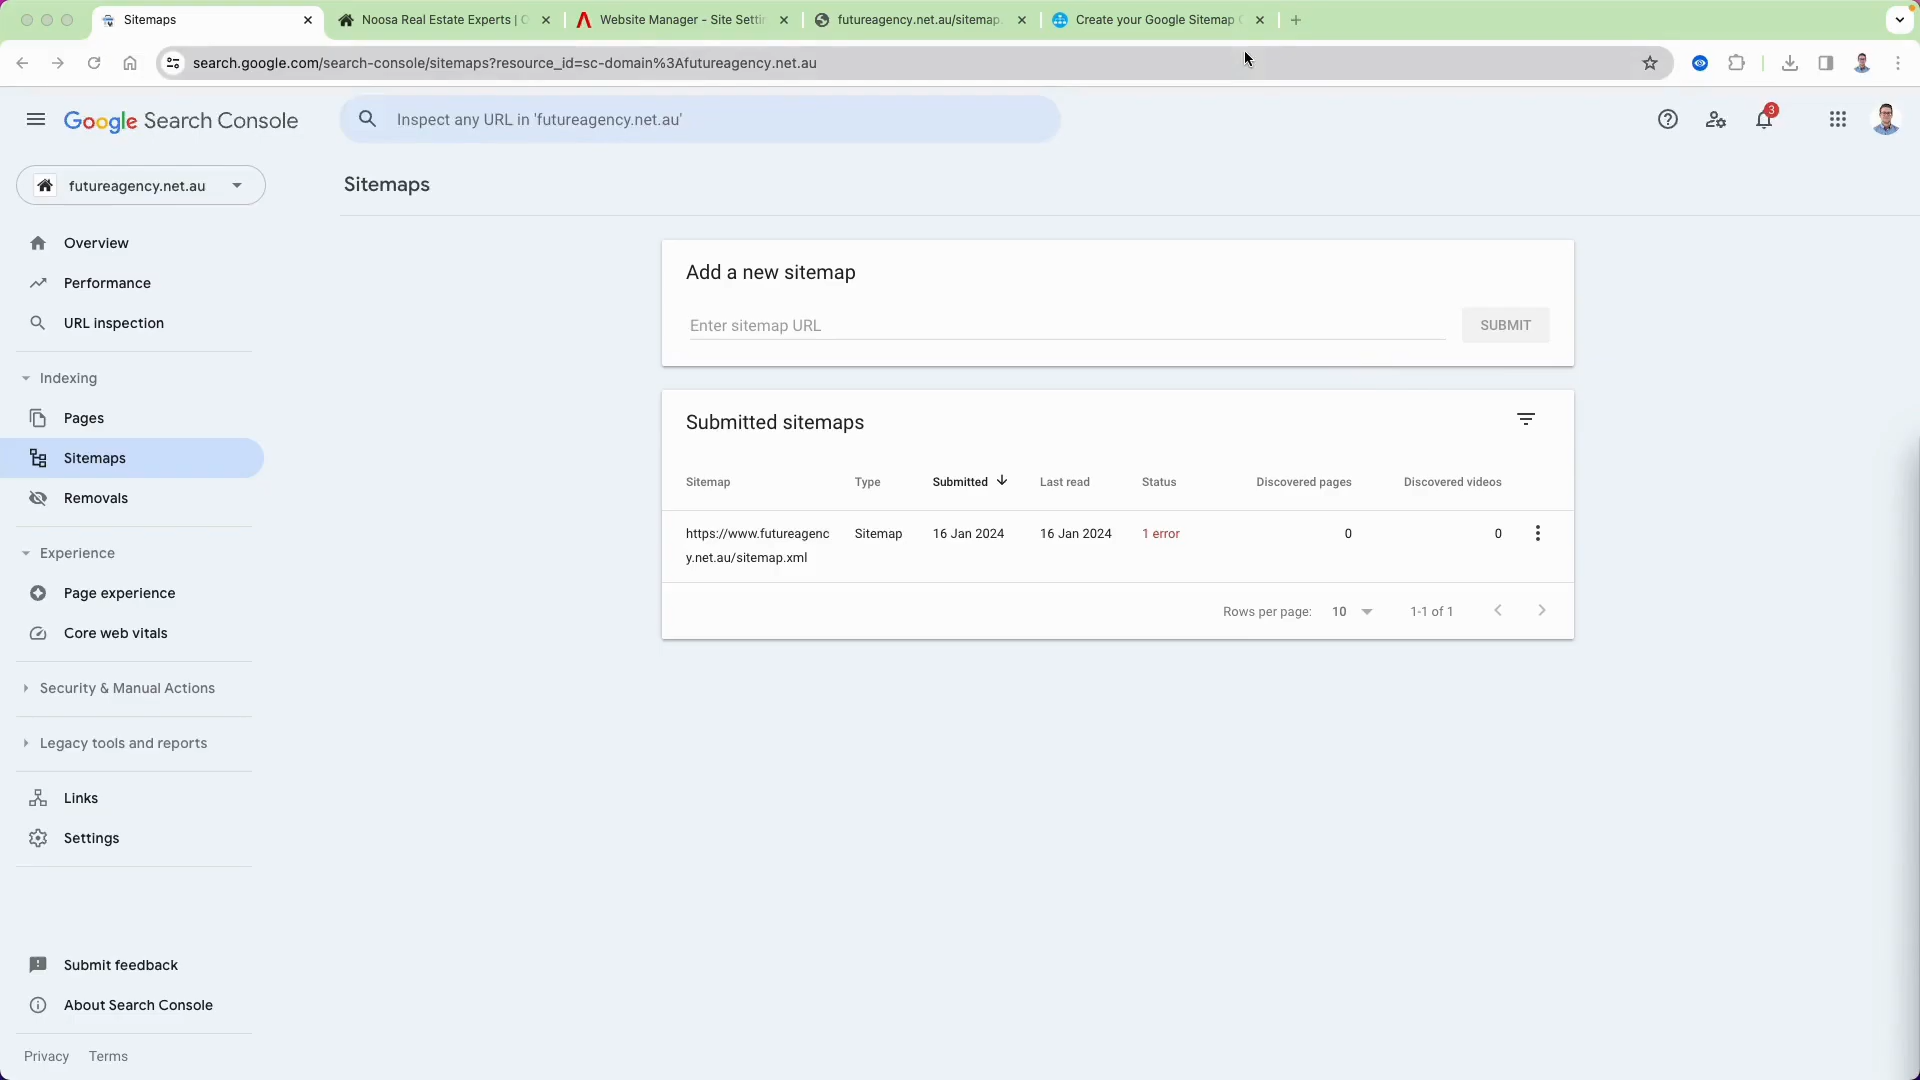 Sitemaps
Noosa Real Estate Experts |
Website Manager - Site Setti
futureagency.net.au/sitemap.
Create your Google Sitemap
search.google.com/search-console/sitemaps?resource_id=sc-domain%3Afutureagency.net.au
Google Search Console
Inspect any URL in 'futureagency.net.au'
3
futureagency.net.au
Sitemaps
Overview
Performance
URL inspection
Indexing
Pages
Sitemaps
Removals
Experience
Page experience
Core web vitals
Security & Manual Actions
Legacy tools and reports
Links
Settings
Submit feedback
About Search Console
Privacy Terms
Add a new sitemap
Enter sitemap URL
SUBMIT
Submitted sitemaps
Sitemap Type Submitted Last read Status Discovered pages Discovered videos
https://www.futureagenc Sitemap 16 Jan 2024 16 Jan 2024 1 error 0 0
y.net.au/sitemap.xml
Rows per page: 10 1-1 of 1